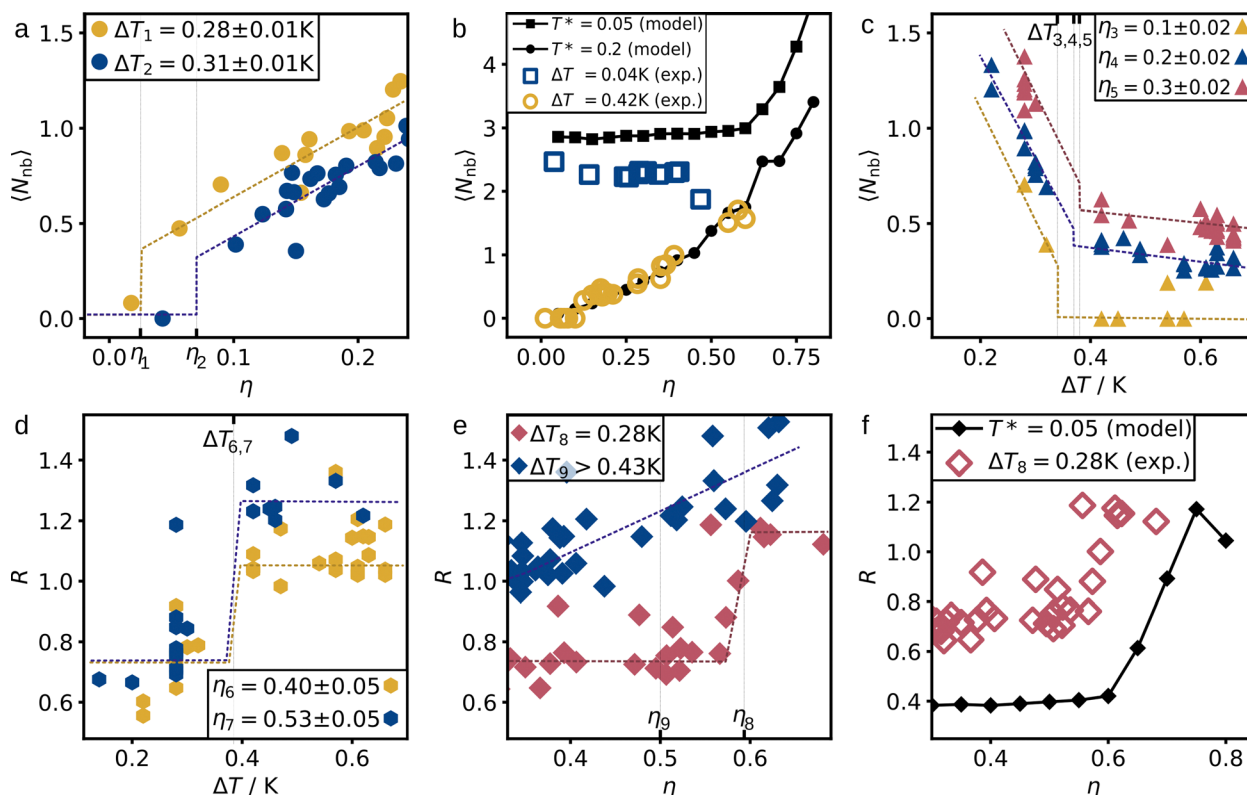 a
ΔT₁ = 0.28±0.01K
ΔT₂ = 0.31±0.01K
1.5
1.0
0.5
0.0
⟨Nnb⟩
0.0
η₁
η₂
0.1
0.2
η
b
T* = 0.05 (model)
T* = 0.2 (model)
ΔT = 0.04K (exp.)
ΔT = 0.42K (exp.)
4
3
2
1
0
⟨Nnb⟩
0.00
0.25
0.50
0.75
η
c
ΔT₃,₄,₅
η₃ = 0.1±0.02
η₄ = 0.2±0.02
η₅ = 0.3±0.02
1.5
1.0
0.5
0.0
⟨Nnb⟩
0.2
0.4
0.6
ΔT / K
d
ΔT₆,₇
1.4
1.2
1.0
0.8
0.6
R
η₆ = 0.40±0.05
η₇ = 0.53±0.05
0.2
0.4
0.6
ΔT / K
e
ΔT₈ = 0.28K
ΔT₉ > 0.43K
1.4
1.2
1.0
0.8
0.6
R
η₉
η₈
0.4
0.5
0.6
η
f
T* = 0.05 (model)
ΔT₈ = 0.28K (exp.)
1.4
1.2
1.0
0.8
0.6
0.4
R
0.4
0.6
0.8
η